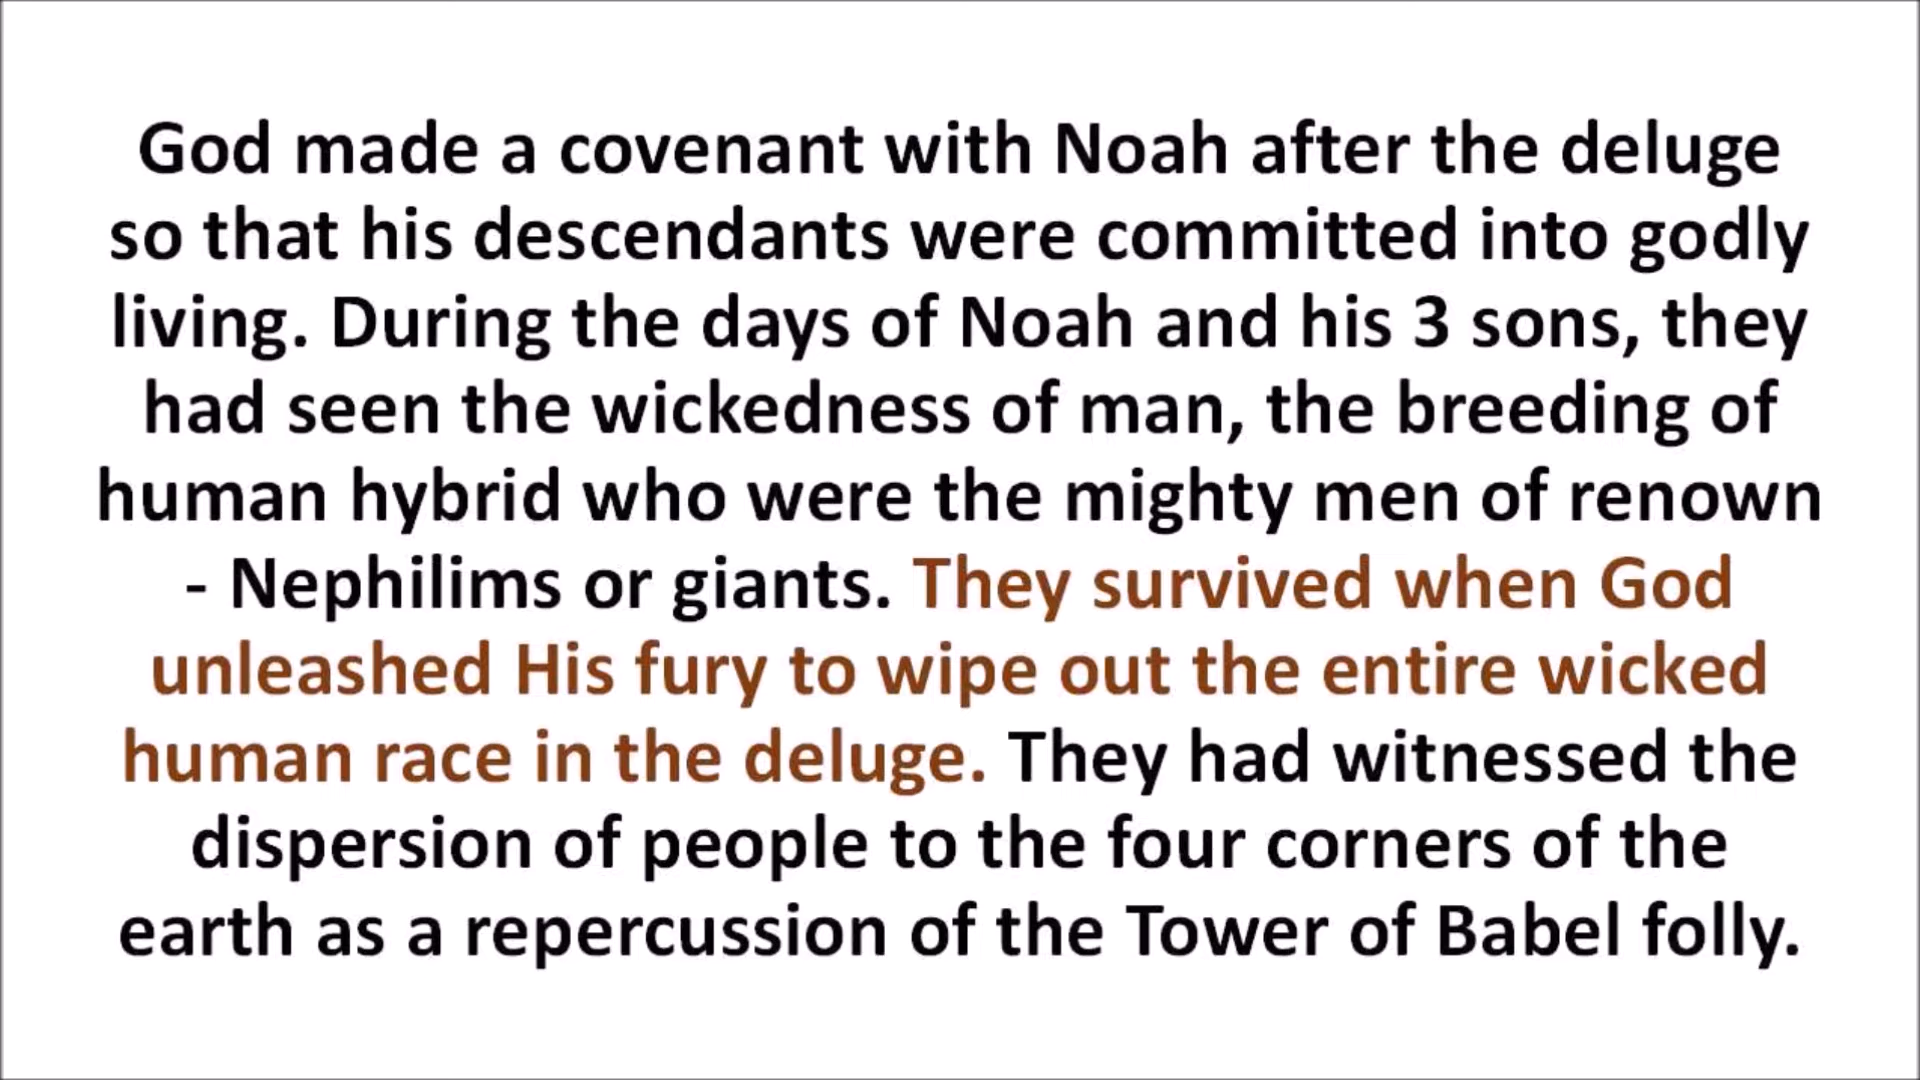 God made a covenant with Noah after the deluge
so that his descendants were committed into godly
living. During the days of Noah and his 3 sons, they
had seen the wickedness of man, the breeding of
human hybrid who were the mighty men of renown
- Nephilims or giants. They survived when God
unleashed His fury to wipe out the entire wicked
human race in the deluge. They had witnessed the
dispersion of people to the four corners of the
earth as a repercussion of the Tower of Babel folly.